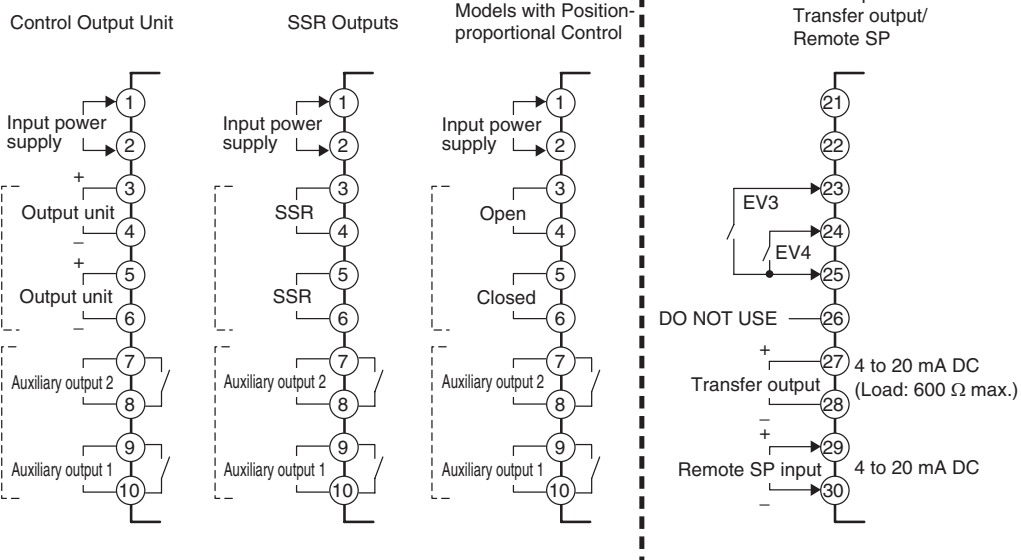 Control Output Unit
SSR Outputs
Models with Position-
proportional Control
Transfer output/
Remote SP
1
Input power
supply
2
+
3
Output unit
4
–
+
5
Output unit
6
–
7
Auxiliary output 2
8
9
Auxiliary output 1
10
1
Input power
supply
2
3
SSR
4
5
SSR
6
7
Auxiliary output 2
8
9
Auxiliary output 1
10
1
Input power
supply
2
3
Open
4
5
Closed
6
7
Auxiliary output 2
8
9
Auxiliary output 1
10
21
22
23
EV3
24
EV4
25
DO NOT USE
26
+
27
4 to 20 mA DC
Transfer output
(Load: 600 Ω max.)
28
–
+
29
Remote SP input
4 to 20 mA DC
30
–